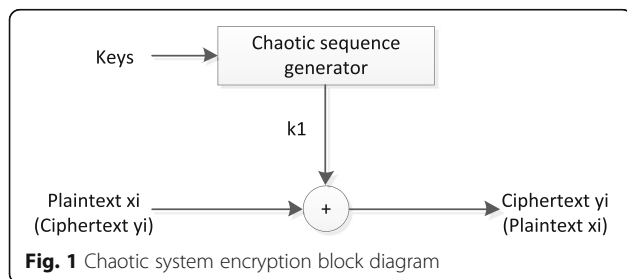 Chaotic sequence
generator
Keys
k1
Plaintext xi
(Ciphertext yi)
+
Ciphertext yi
(Plaintext xi)
Fig. 1 Chaotic system encryption block diagram